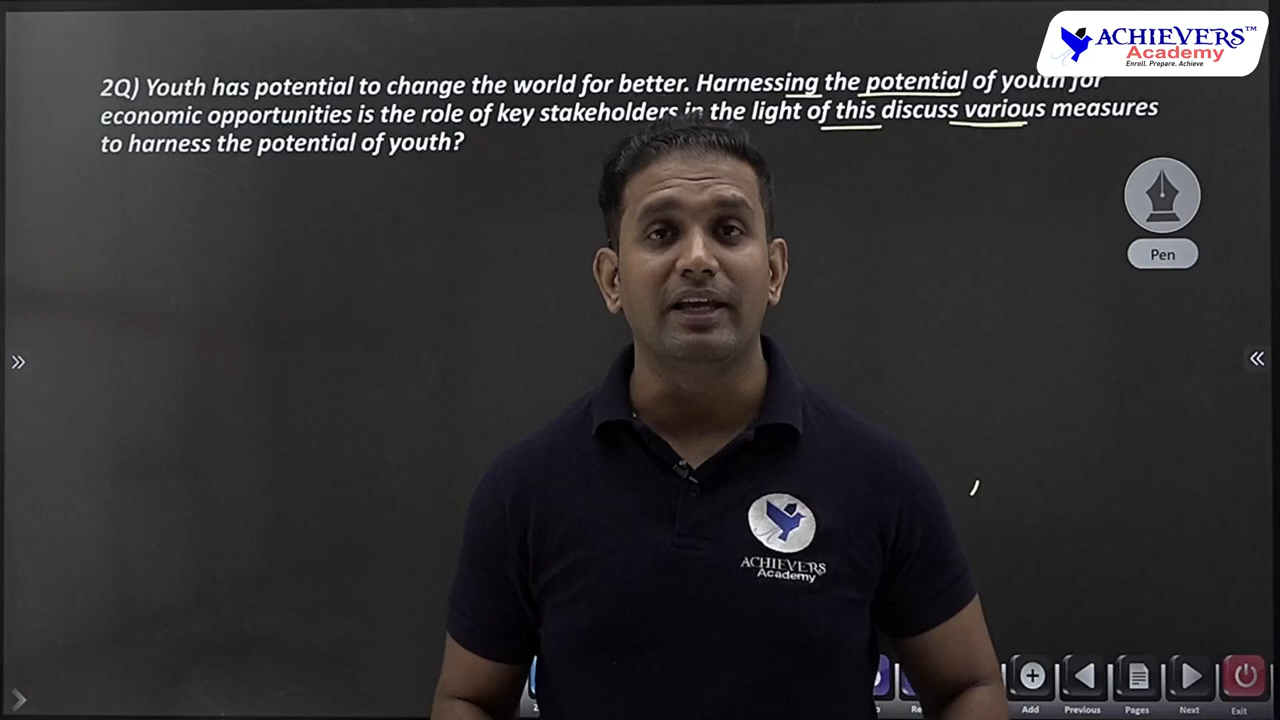 ACHIEVERS™
Academy
Enroll. Prepare. Achieve
2Q) Youth has potential to change the world for better. Harnessing the potential of youth for
economic opportunities is the role of key stakeholders in the light of this discuss various measures
to harness the potential of youth?
Pen
ACHIEVERS
Academy
Add
Previous
Pages
Next
Exit